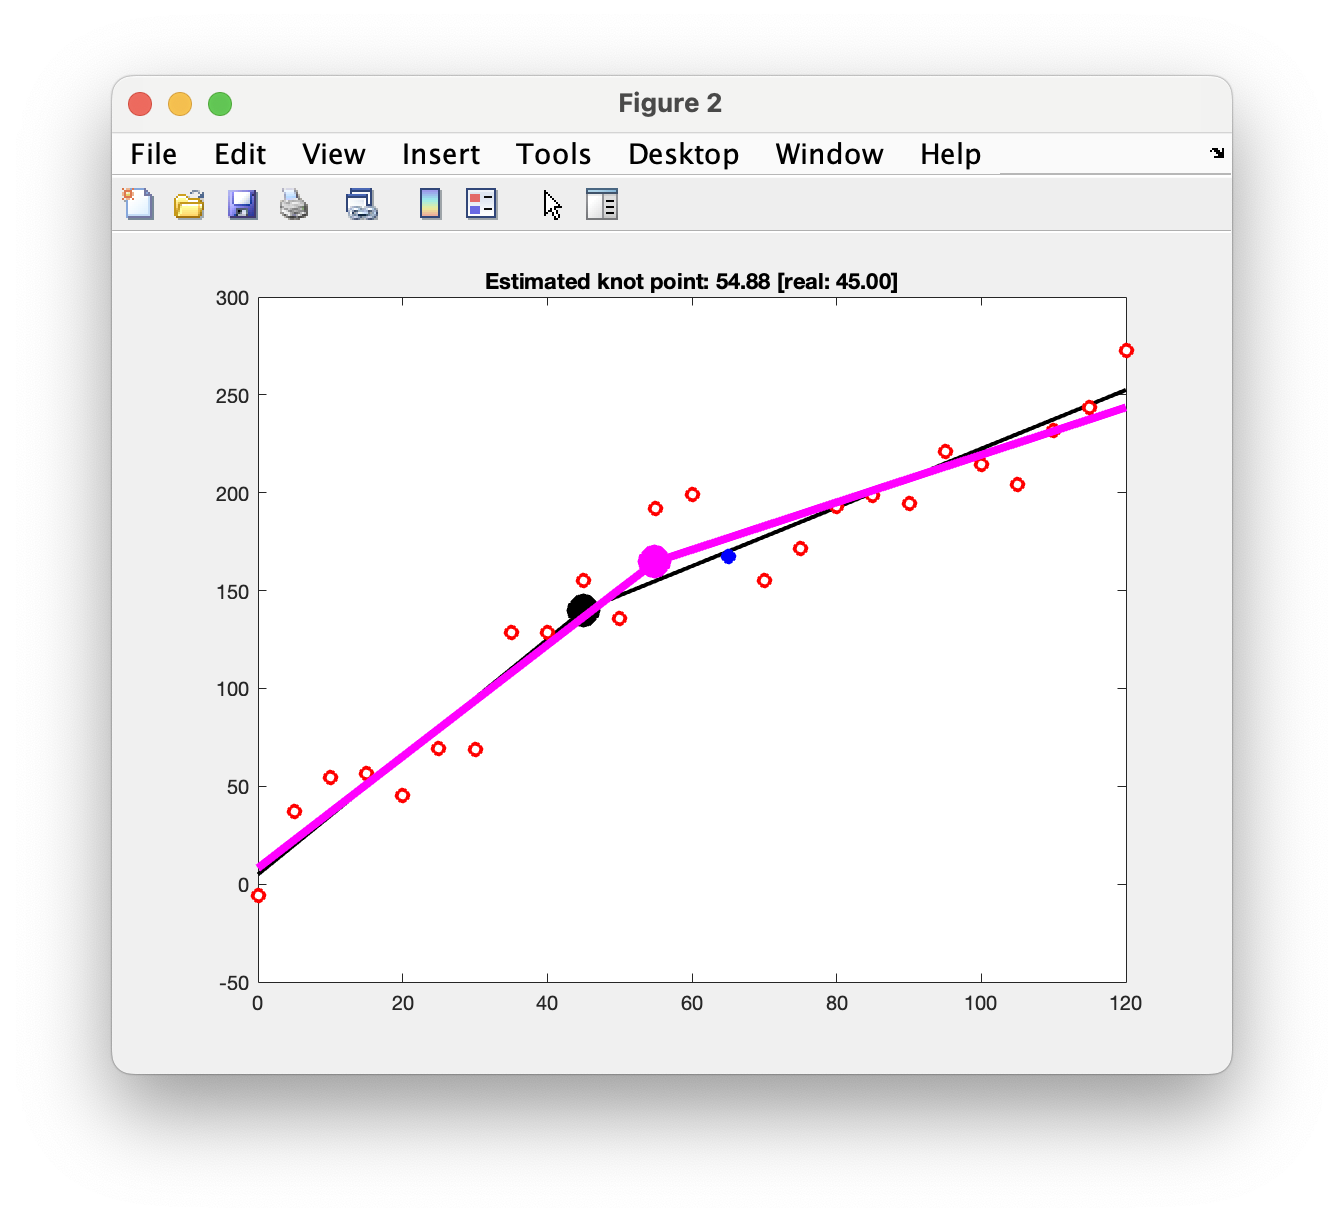 Figure 2
File Edit View Insert Tools Desktop Window Help
Estimated knot point: 54.88 [real: 45.00]
300
250
200
150
100
50
0
-50
0 20 40 60 80 100 120